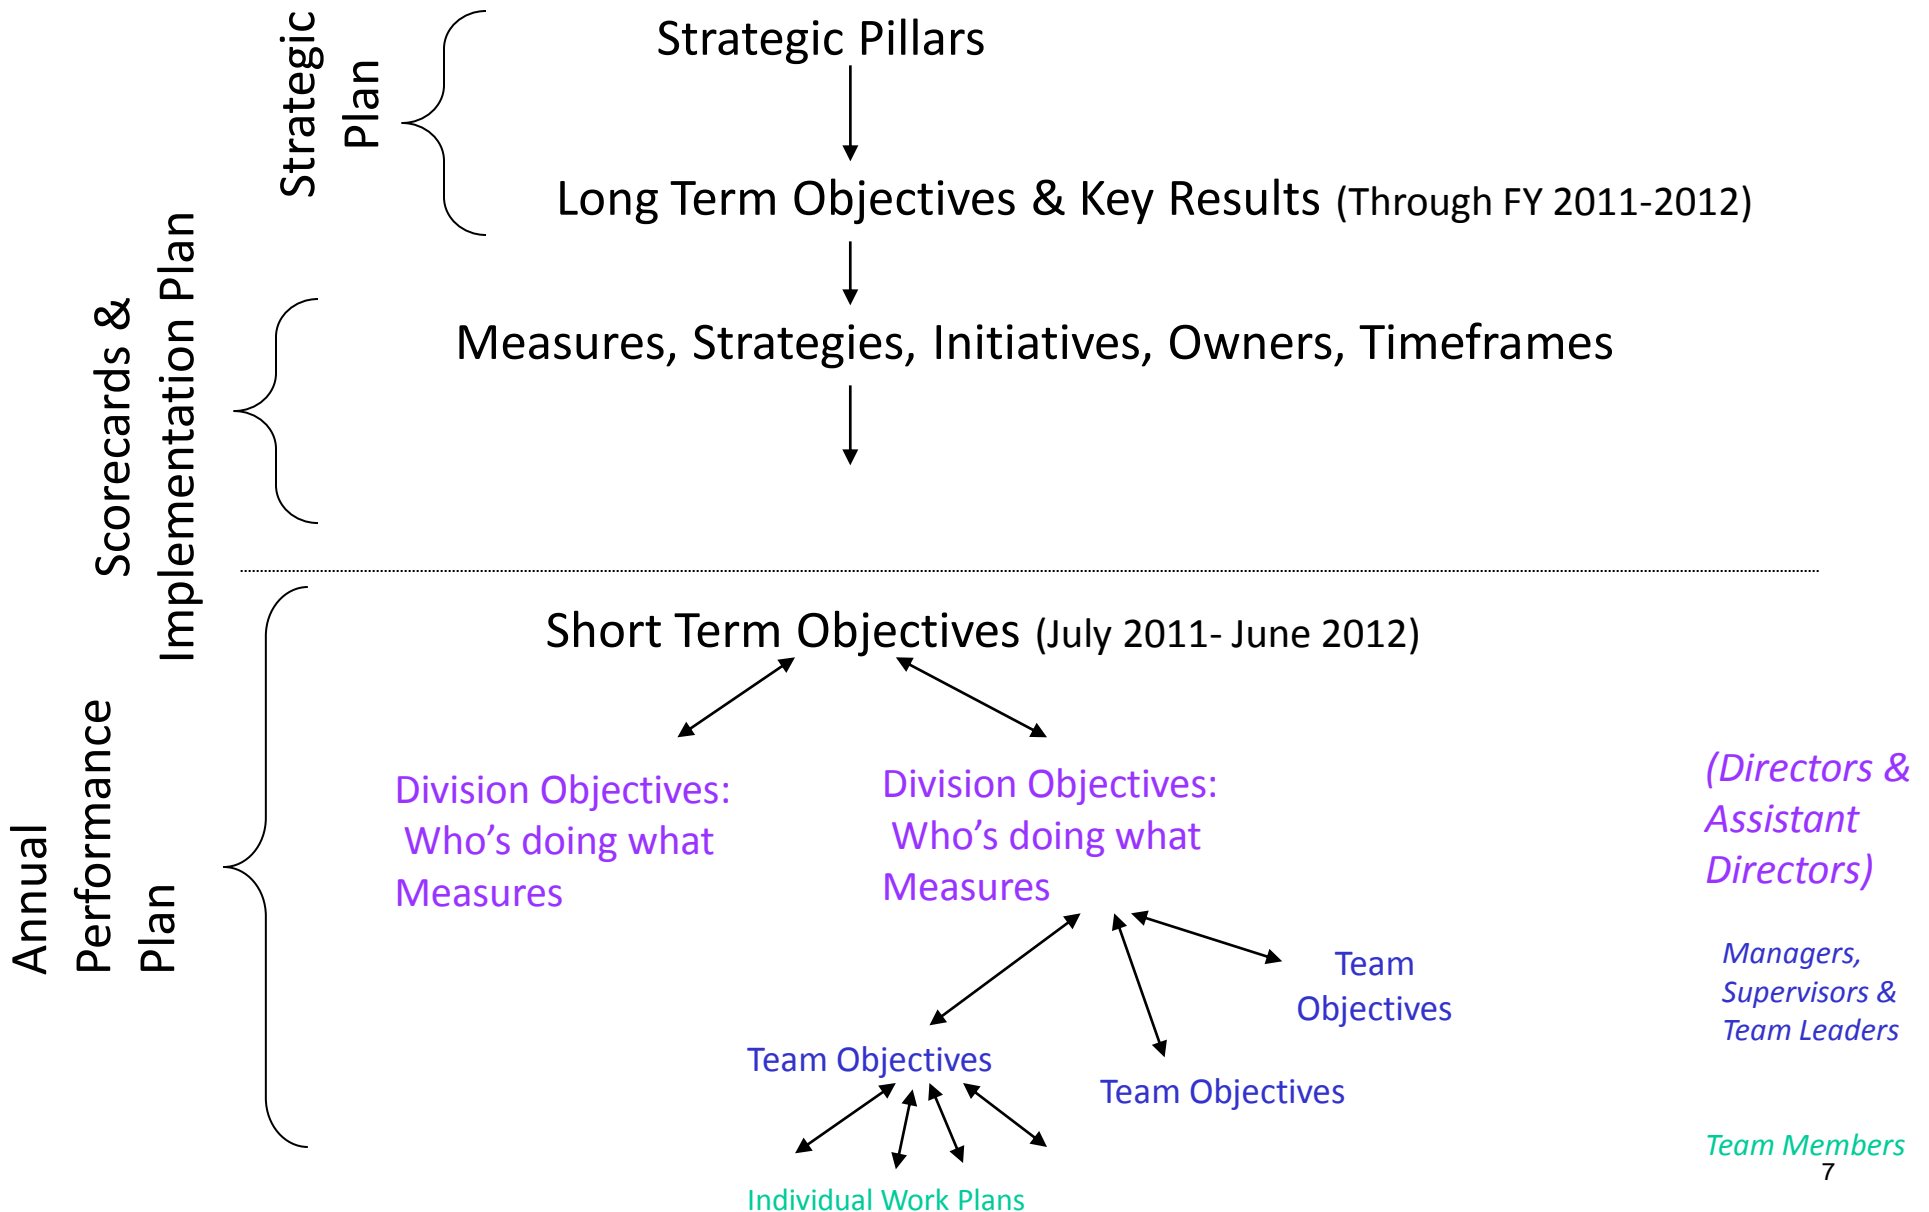 Strategic
Plan
Strategic Pillars
Long Term Objectives & Key Results (Through FY 2011-2012)
Scorecards &
Implementation Plan
Measures, Strategies, Initiatives, Owners, Timeframes
Annual
Performance
Plan
Short Term Objectives (July 2011- June 2012)
Division Objectives:
Who's doing what
Measures
Division Objectives:
Who's doing what
Measures
(Directors &
Assistant
Directors)
Team
Objectives
Managers,
Supervisors &
Team Leaders
Team Objectives
Team Objectives
Team Members
Individual Work Plans
7